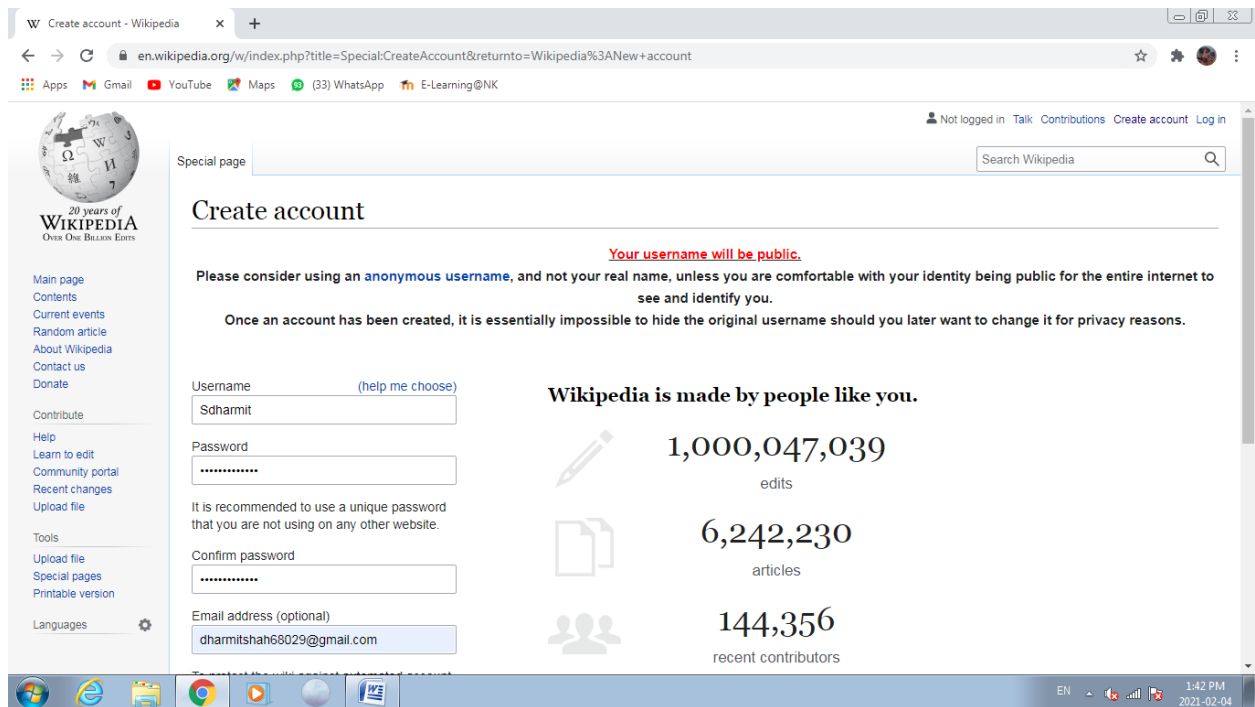 Create account - Wikipedia
en.wikipedia.org/w/index.php?title=Special:CreateAccount&returnto=Wikipedia%3ANew+account
Apps Gmail YouTube Maps (33) WhatsApp E-Learning@NK
Not logged in Talk Contributions Create account Log in
Special page
Search Wikipedia
20 years of
WIKIPEDIA
OVER ONE BILLION EDITS
Main page
Contents
Current events
Random article
About Wikipedia
Contact us
Donate
Contribute
Help
Learn to edit
Community portal
Recent changes
Upload file
Tools
Upload file
Special pages
Printable version
Languages
Create account
Your username will be public.
Please consider using an anonymous username, and not your real name, unless you are comfortable with your identity being public for the entire internet to
see and identify you.
Once an account has been created, it is essentially impossible to hide the original username should you later want to change it for privacy reasons.
Username (help me choose)
Sdharmit
Password
•••••••••••••
It is recommended to use a unique password
that you are not using on any other website.
Confirm password
•••••••••••••
Email address (optional)
dharmitshah68029@gmail.com
To protect the wiki against automated account
Wikipedia is made by people like you.
1,000,047,039
edits
6,242,230
articles
144,356
recent contributors
EN
1:42 PM
2021-02-04